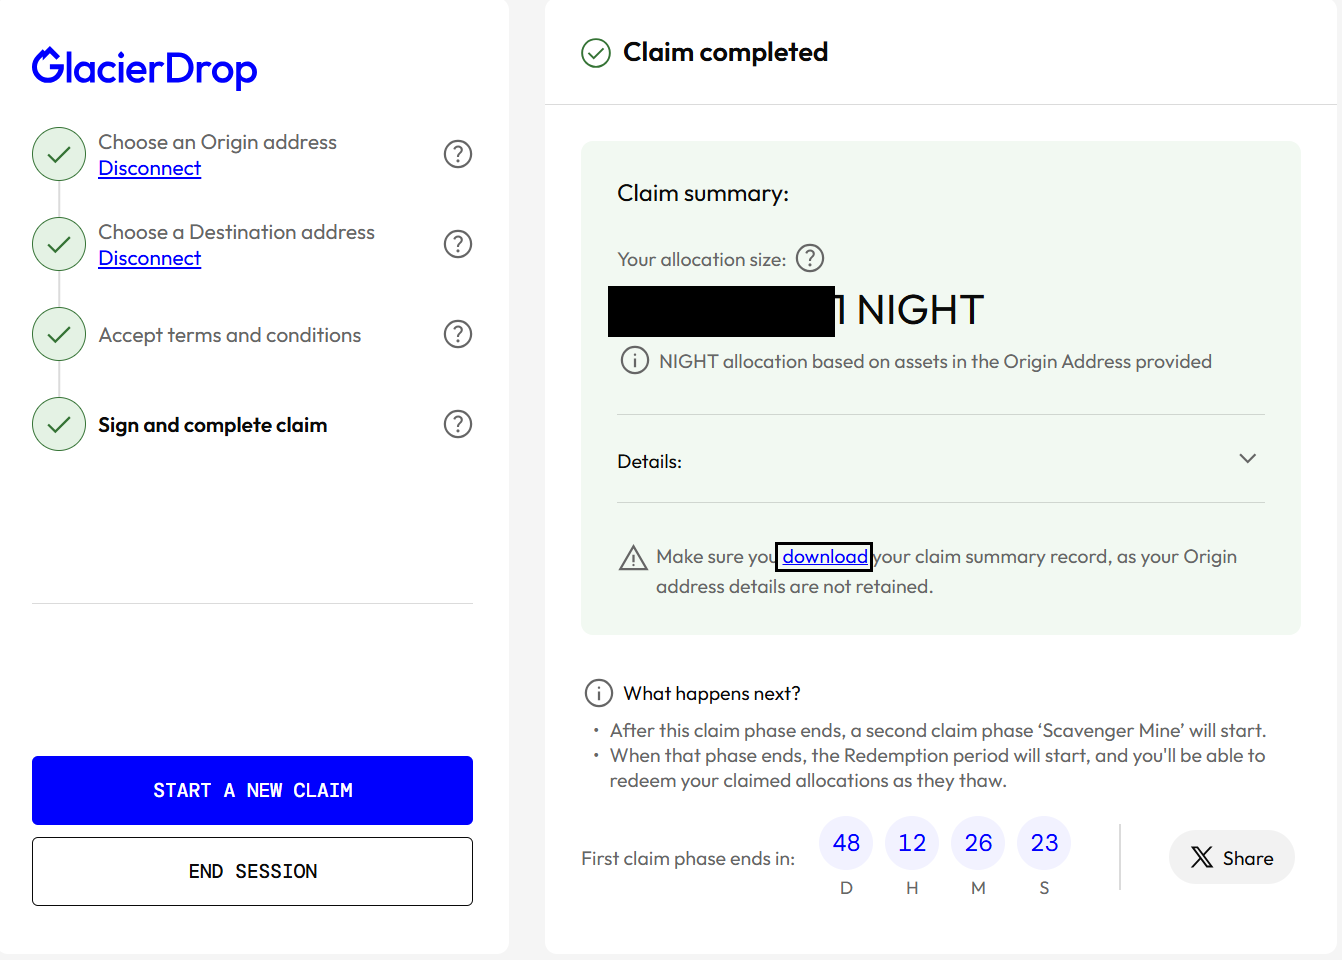 GlacierDrop
Choose an Origin address
Disconnect
Choose a Destination address
Disconnect
Accept terms and conditions
Sign and complete claim
START A NEW CLAIM
END SESSION
Claim completed
Claim summary:
Your allocation size:
1 NIGHT
NIGHT allocation based on assets in the Origin Address provided
Details:
Make sure you download your claim summary record, as your Origin
address details are not retained.
What happens next?
• After this claim phase ends, a second claim phase ‘Scavenger Mine’ will start.
• When that phase ends, the Redemption period will start, and you'll be able to
redeem your claimed allocations as they thaw.
First claim phase ends in:
48 12 26 23
D H M S
Share